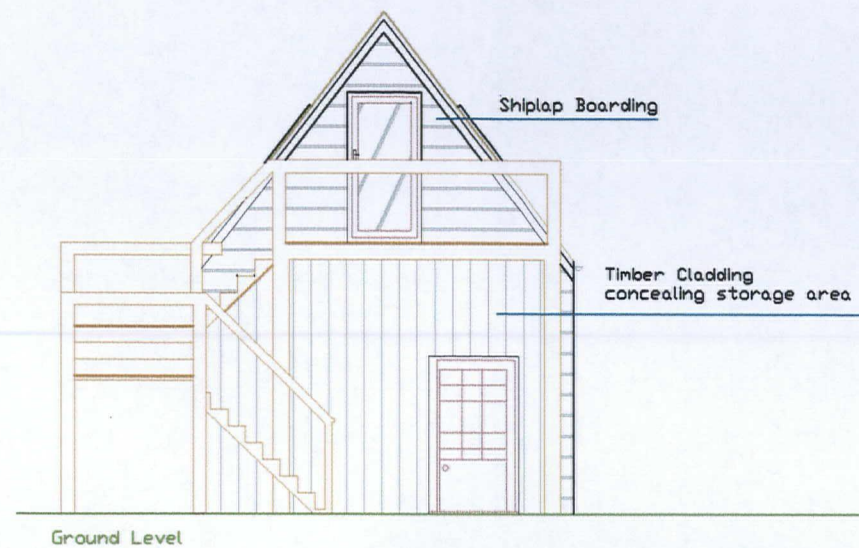 Shiplap Boarding
Timber Cladding
concealing storage area
Ground Level